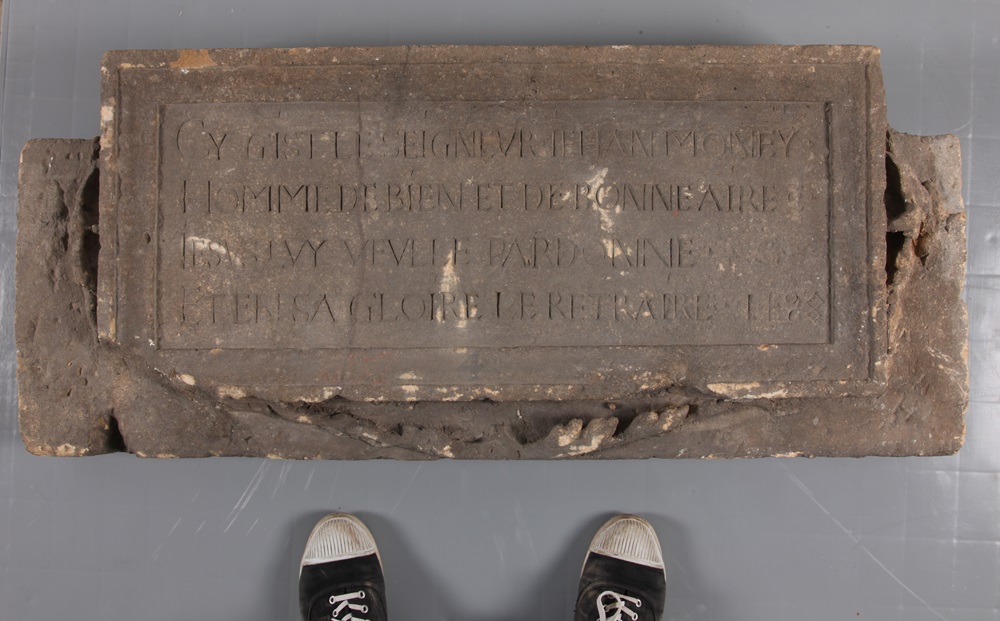 CY GIST LE SEIGNEVR IEHAN MONEY
HOMME DE BIEN ET DE BONNE AIRE
IESVS LVY VEVLLE PARDONNE
ET EN SA GLOIRE LE RETRAIRE